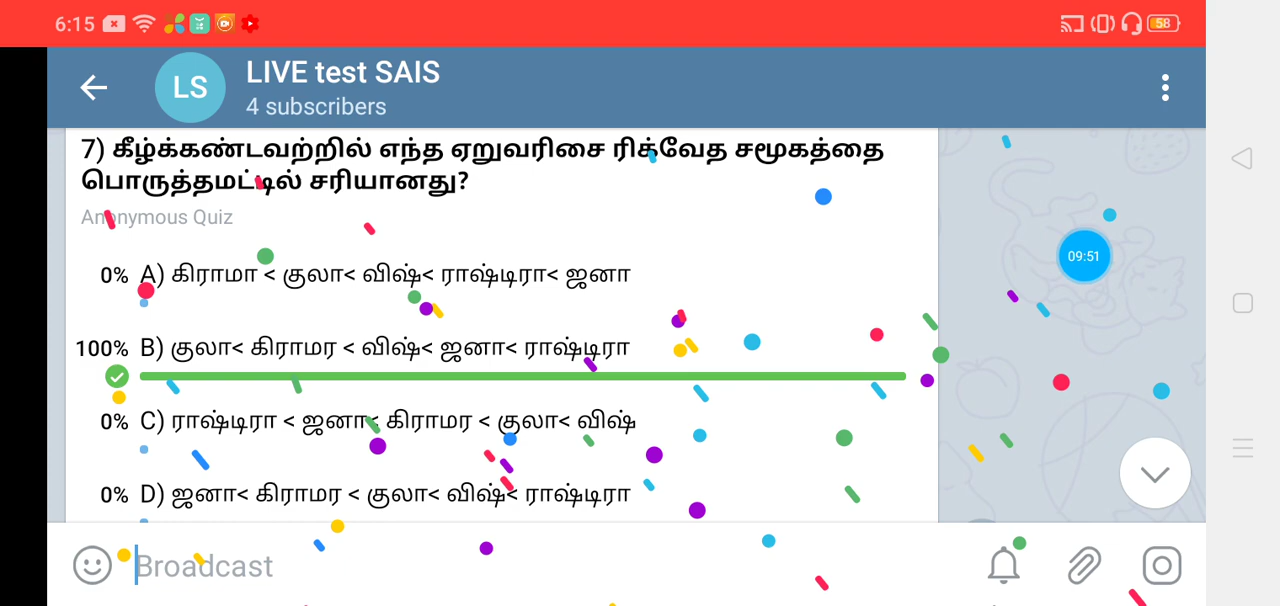 6:15
58
LS
LIVE test SAIS
4 subscribers
7) கீழ்க்கண்டவற்றில் எந்த ஏறுவரிசை ரிக்வேத சமூகத்தை
பொருத்தமட்டில் சரியானது?
Anonymous Quiz
09:51
0% A) கிராமா < குலா< விஷ்< ராஷ்டிரா< ஜனா
100% B) குலா< கிராமர < விஷ்< ஜனா< ராஷ்டிரா
0% C) ராஷ்டிரா < ஜனா< கிராமர < குலா< விஷ்
0% D) ஜனா< கிராமர < குலா< விஷ்< ராஷ்டிரா
Broadcast